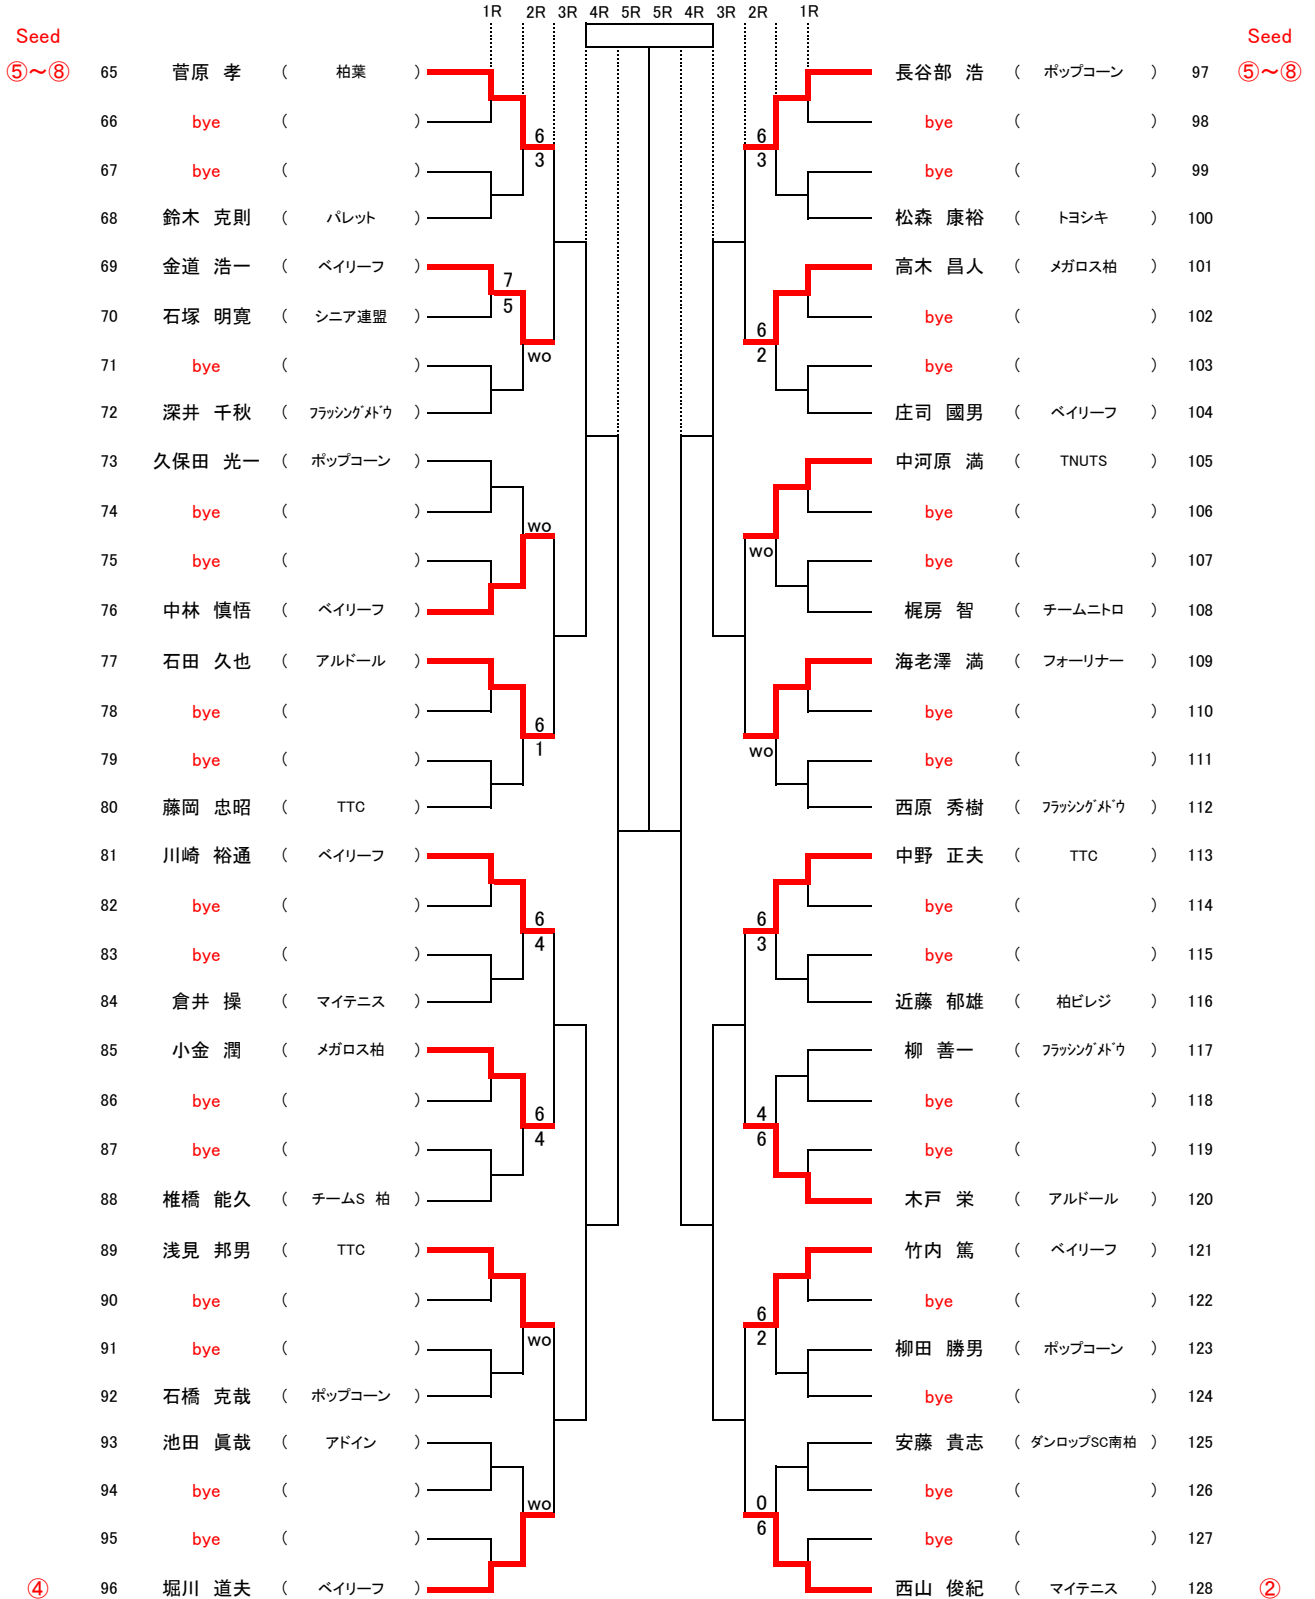 1R 2R 3R 4R 5R 5R 4R 3R 2R 1R
Seed Seed
⑤～⑧ 65 菅原 孝 ( 柏葉 ) 長谷部 浩 ( ポップコーン ) 97 ⑤～⑧
66 bye ( ) bye ( ) 98
6 6
3 3
67 bye ( ) bye ( ) 99
68 鈴木 克則 ( パレット ) 松森 康裕 ( トヨシキ ) 100
69 金道 浩一 ( ベイリーフ ) 高木 昌人 ( メガロス柏 ) 101
7
5
70 石塚 明寛 ( シニア連盟 ) bye ( ) 102
6
wo 2
71 bye ( ) bye ( ) 103
72 深井 千秋 ( フラッシングメドウ ) 庄司 國男 ( ベイリーフ ) 104
73 久保田 光一 ( ポップコーン ) 中河原 満 ( TNUTS ) 105
74 bye ( ) bye ( ) 106
wo
wo
75 bye ( ) bye ( ) 107
76 中林 慎悟 ( ベイリーフ ) 梶房 智 ( チームニトロ ) 108
77 石田 久也 ( アルドール ) 海老澤 満 ( フォーリナー ) 109
78 bye ( ) bye ( ) 110
6
1 wo
79 bye ( ) bye ( ) 111
80 藤岡 忠昭 ( TTC ) 西原 秀樹 ( フラッシングメドウ ) 112
81 川崎 裕通 ( ベイリーフ ) 中野 正夫 ( TTC ) 113
82 bye ( ) bye ( ) 114
6 6
4 3
83 bye ( ) bye ( ) 115
84 倉井 操 ( マイテニス ) 近藤 郁雄 ( 柏ビレジ ) 116
85 小金 潤 ( メガロス柏 ) 柳 善一 ( フラッシングメドウ ) 117
86 bye ( ) bye ( ) 118
6 4
4 6
87 bye ( ) bye ( ) 119
88 椎橋 能久 ( チームS 柏 ) 木戸 栄 ( アルドール ) 120
89 浅見 邦男 ( TTC ) 竹内 篤 ( ベイリーフ ) 121
90 bye ( ) bye ( ) 122
6
wo 2
91 bye ( ) 柳田 勝男 ( ポップコーン ) 123
92 石橋 克哉 ( ポップコーン ) bye ( ) 124
93 池田 眞哉 ( アドイン ) 安藤 貴志 ( ダンロップSC南柏 ) 125
94 bye ( ) bye ( ) 126
wo 0
6
95 bye ( ) bye ( ) 127
④ 96 堀川 道夫 ( ベイリーフ ) 西山 俊紀 ( マイテニス ) 128 ②